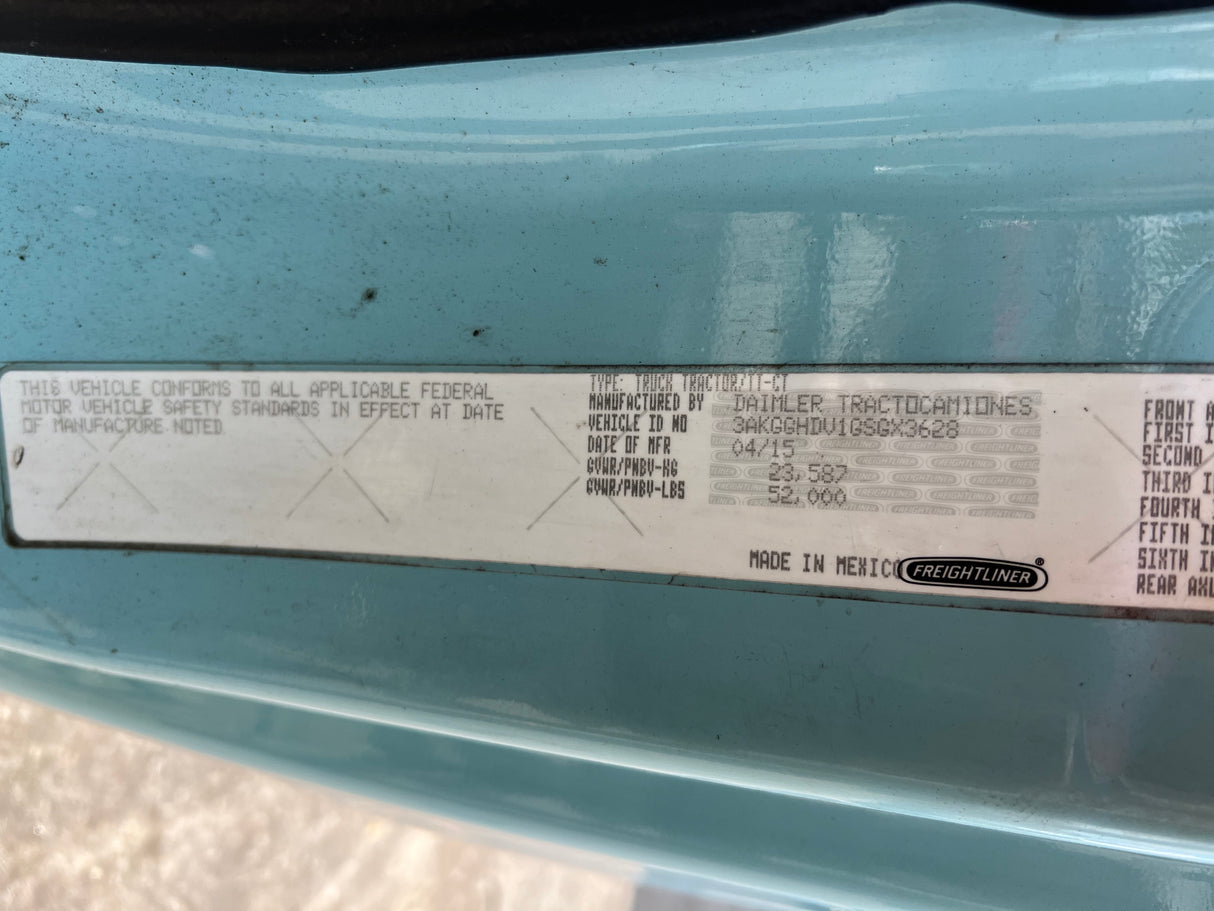 THIS VEHICLE CONFORMS TO ALL APPLICABLE FEDERAL
MOTOR VEHICLE SAFETY STANDARDS IN EFFECT AT DATE
OF MANUFACTURE NOTED
TYPE: TRUCK TRACTOR/TT-CT
MANUFACTURED BY DAIMLER TRACTOCAMIONES
VEHICLE ID NO 3AKGGHDV1GSGX3628
DATE OF MFR 04/15
GVWR/PNBV-KG 23,587
GVWR/PNBV-LBS 52,000
MADE IN MEXICO FREIGHTLINER®
FRONT A
FIRST I
SECOND
THIRD I
FOURTH
FIFTH I
SIXTH IN
REAR AXL